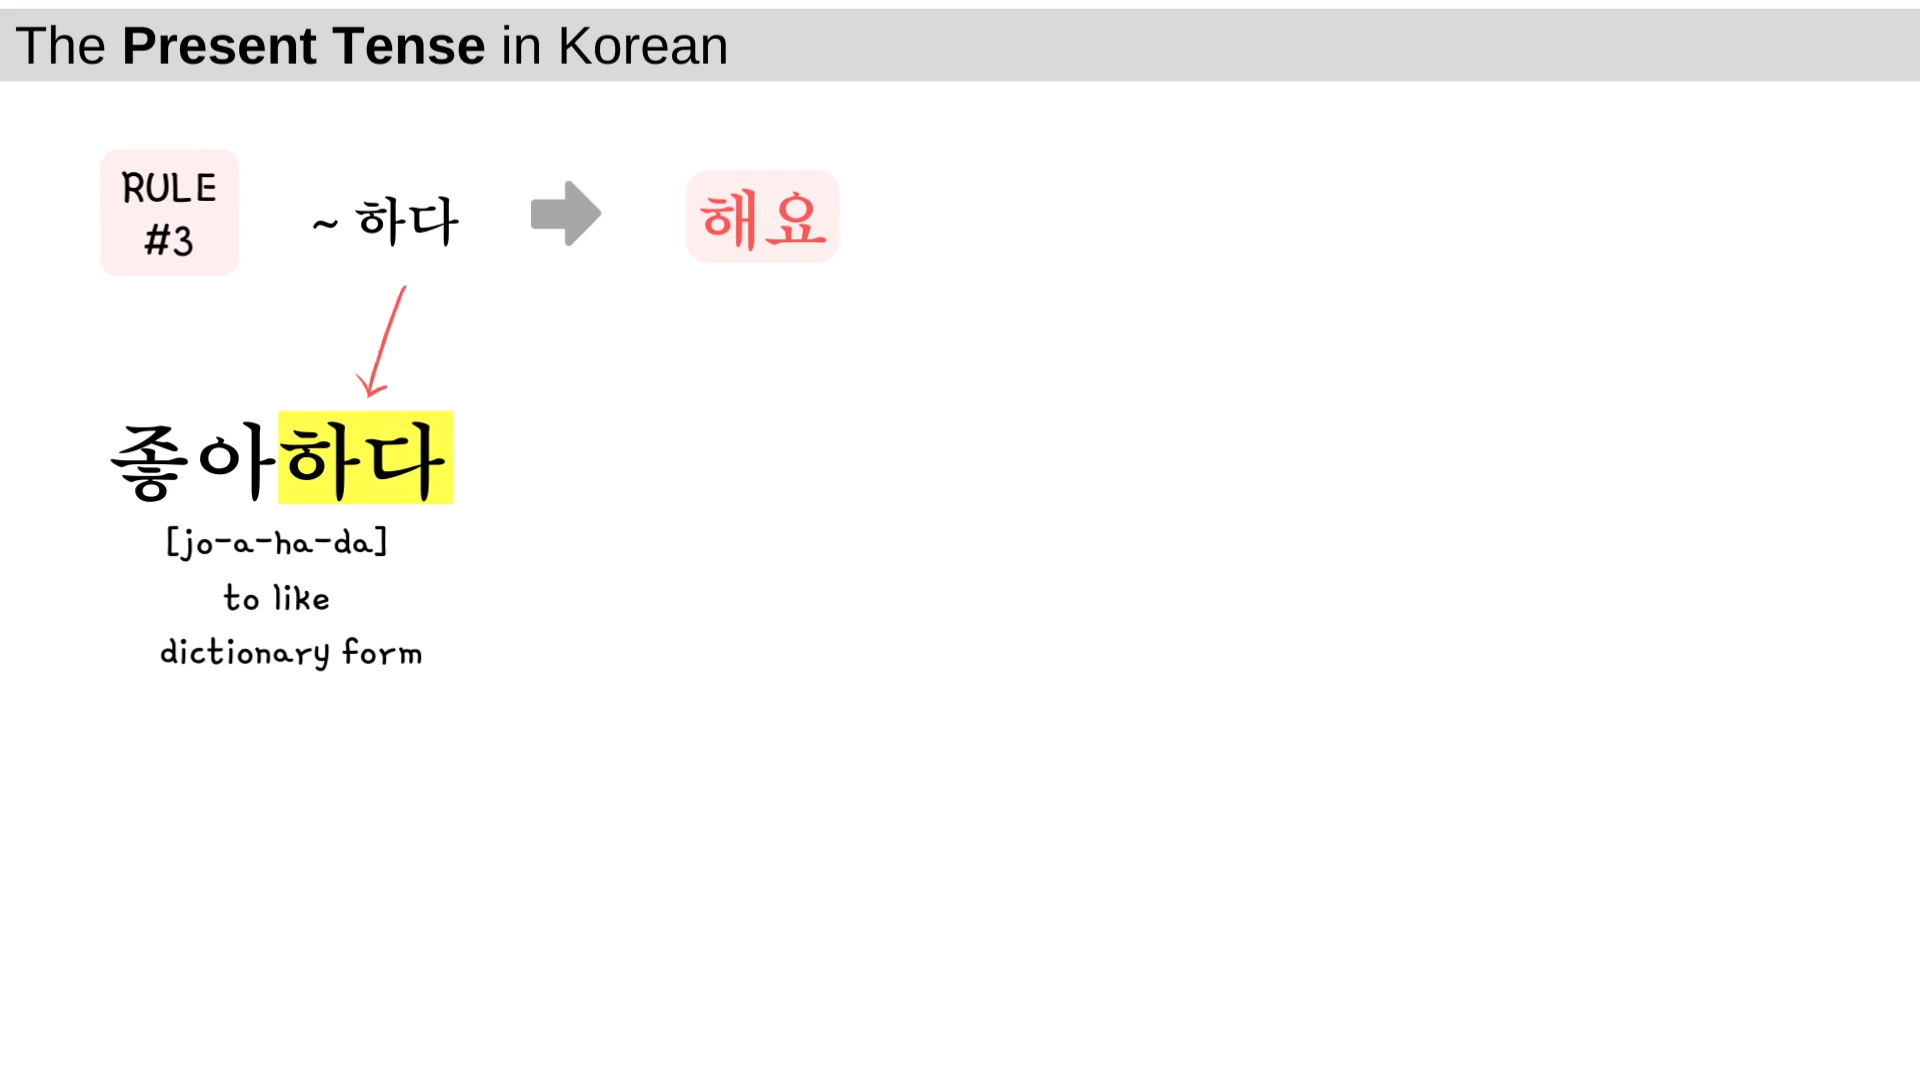 The Present Tense in Korean
RULE
#3
~ 하다
해요
좋아하다
[jo-a-ha-da]
to like
dictionary form